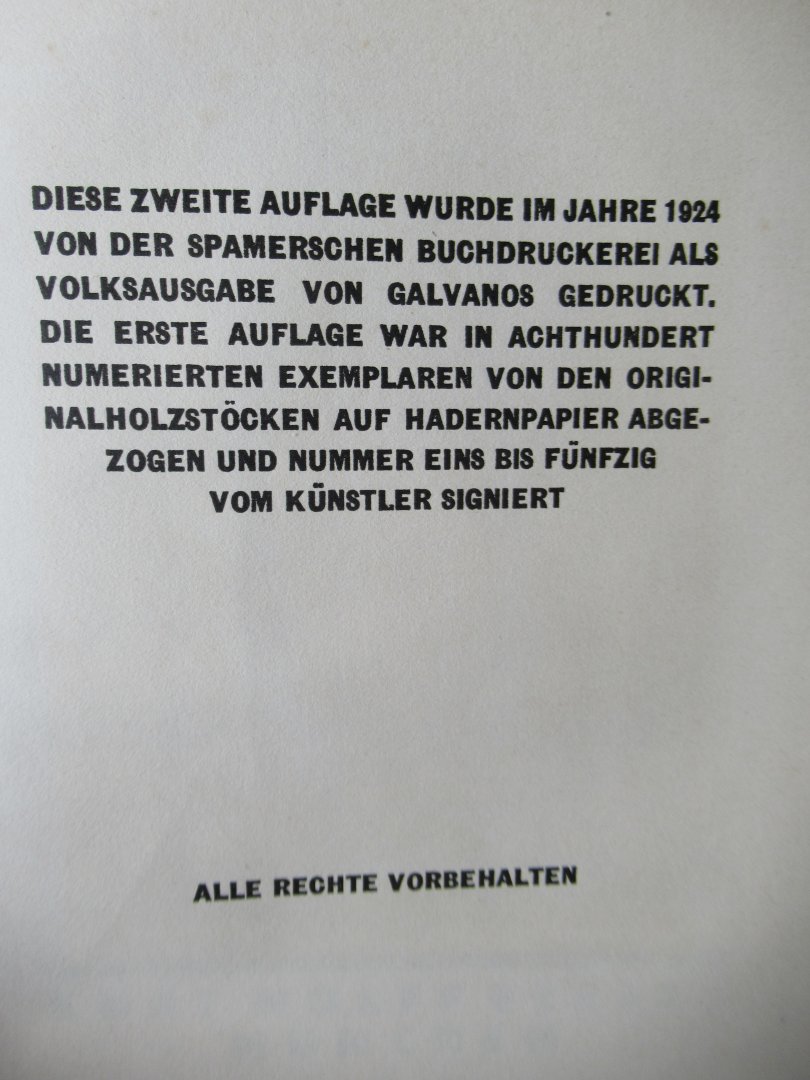 DIESE ZWEITE AUFLAGE WURDE IM JAHRE 1924
VON DER SPAMERSCHEN BUCHDRUCKEREI ALS
VOLKSAUSGABE VON GALVANOS GEDRUCKT.
DIE ERSTE AUFLAGE WAR IN ACHTHUNDERT
NUMERIERTEN EXEMPLAREN VON DEN ORIGI-
NALHOLZSTÖCKEN AUF HADERNPAPIER ABGE-
ZOGEN UND NUMMER EINS BIS FÜNFZIG
VOM KÜNSTLER SIGNIERT
ALLE RECHTE VORBEHALTEN